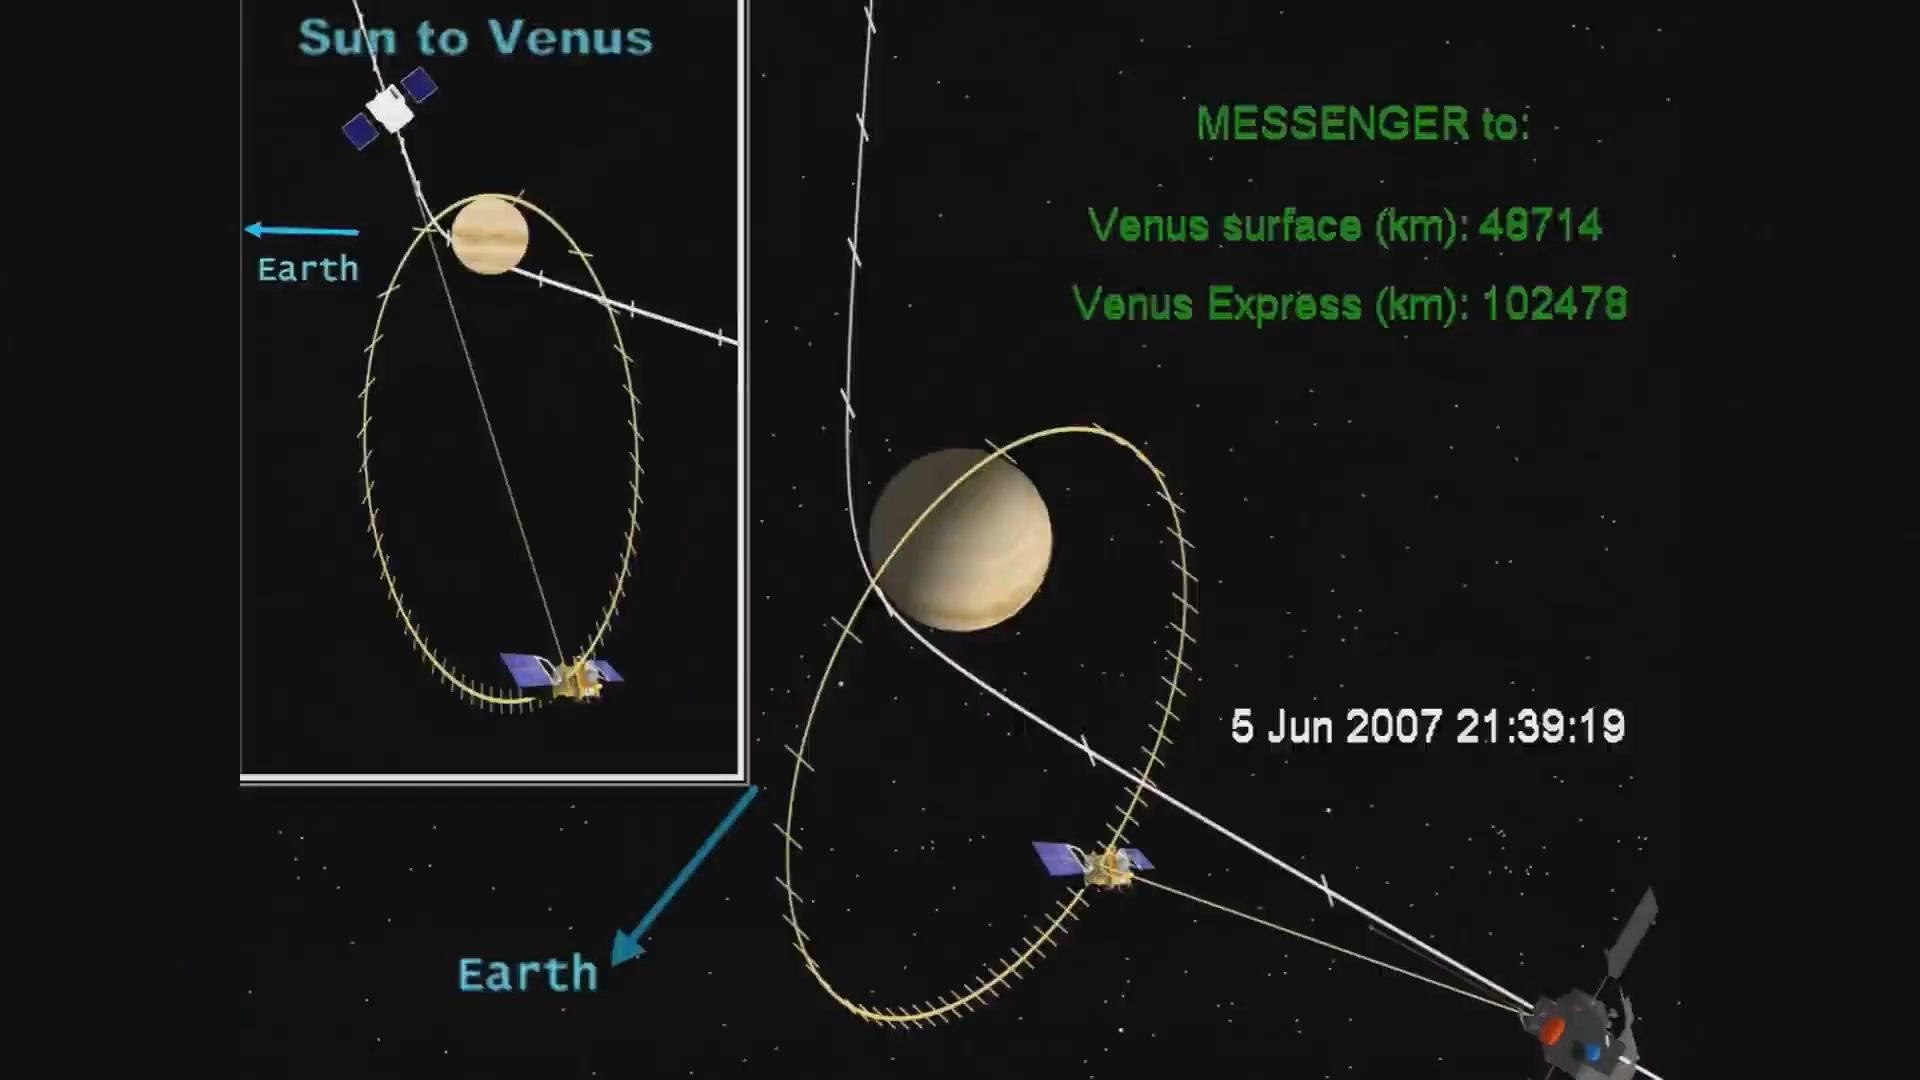 Sun to Venus
Earth
MESSENGER to:
Venus surface (km): 48714
Venus Express (km): 102478
5 Jun 2007 21:39:19
Earth